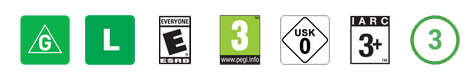 G
L
EVERYONE
E
ESRB
3
www.pegi.info
USK
0
IARC
3+
3